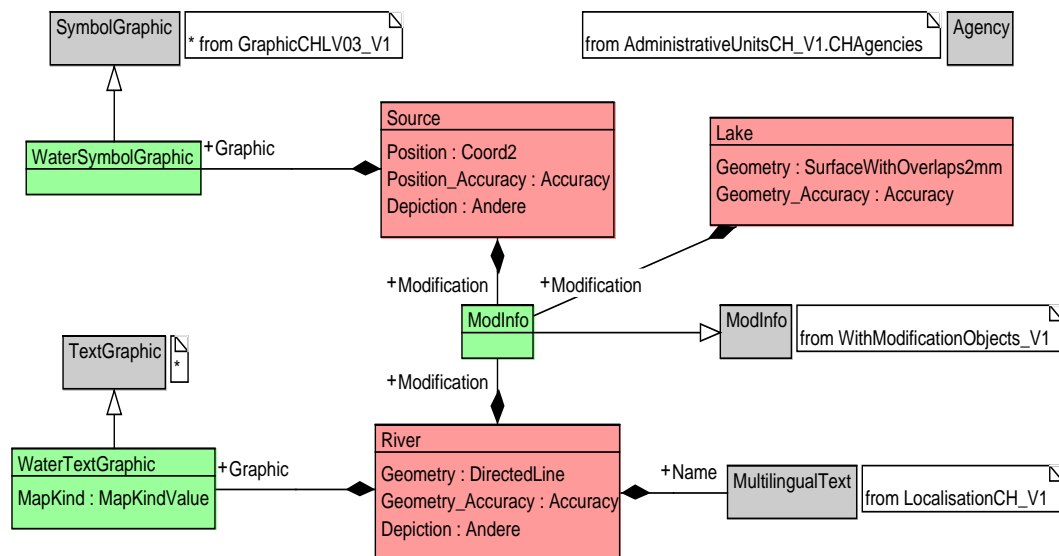 SymbolGraphic
* from GraphicCHLV03_V1
from AdministrativeUnitsCH_V1.CHAgencies
Agency
WaterSymbolGraphic
+Graphic
Source
Position : Coord2
Position_Accuracy : Accuracy
Depiction : Andere
Lake
Geometry : SurfaceWithOverlaps2mm
Geometry_Accuracy : Accuracy
+Modification
+Modification
ModInfo
ModInfo
from WithModificationObjects_V1
TextGraphic
*
+Modification
WaterTextGraphic
MapKind : MapKindValue
+Graphic
River
Geometry : DirectedLine
Geometry_Accuracy : Accuracy
Depiction : Andere
+Name
MultilingualText
from LocalisationCH_V1